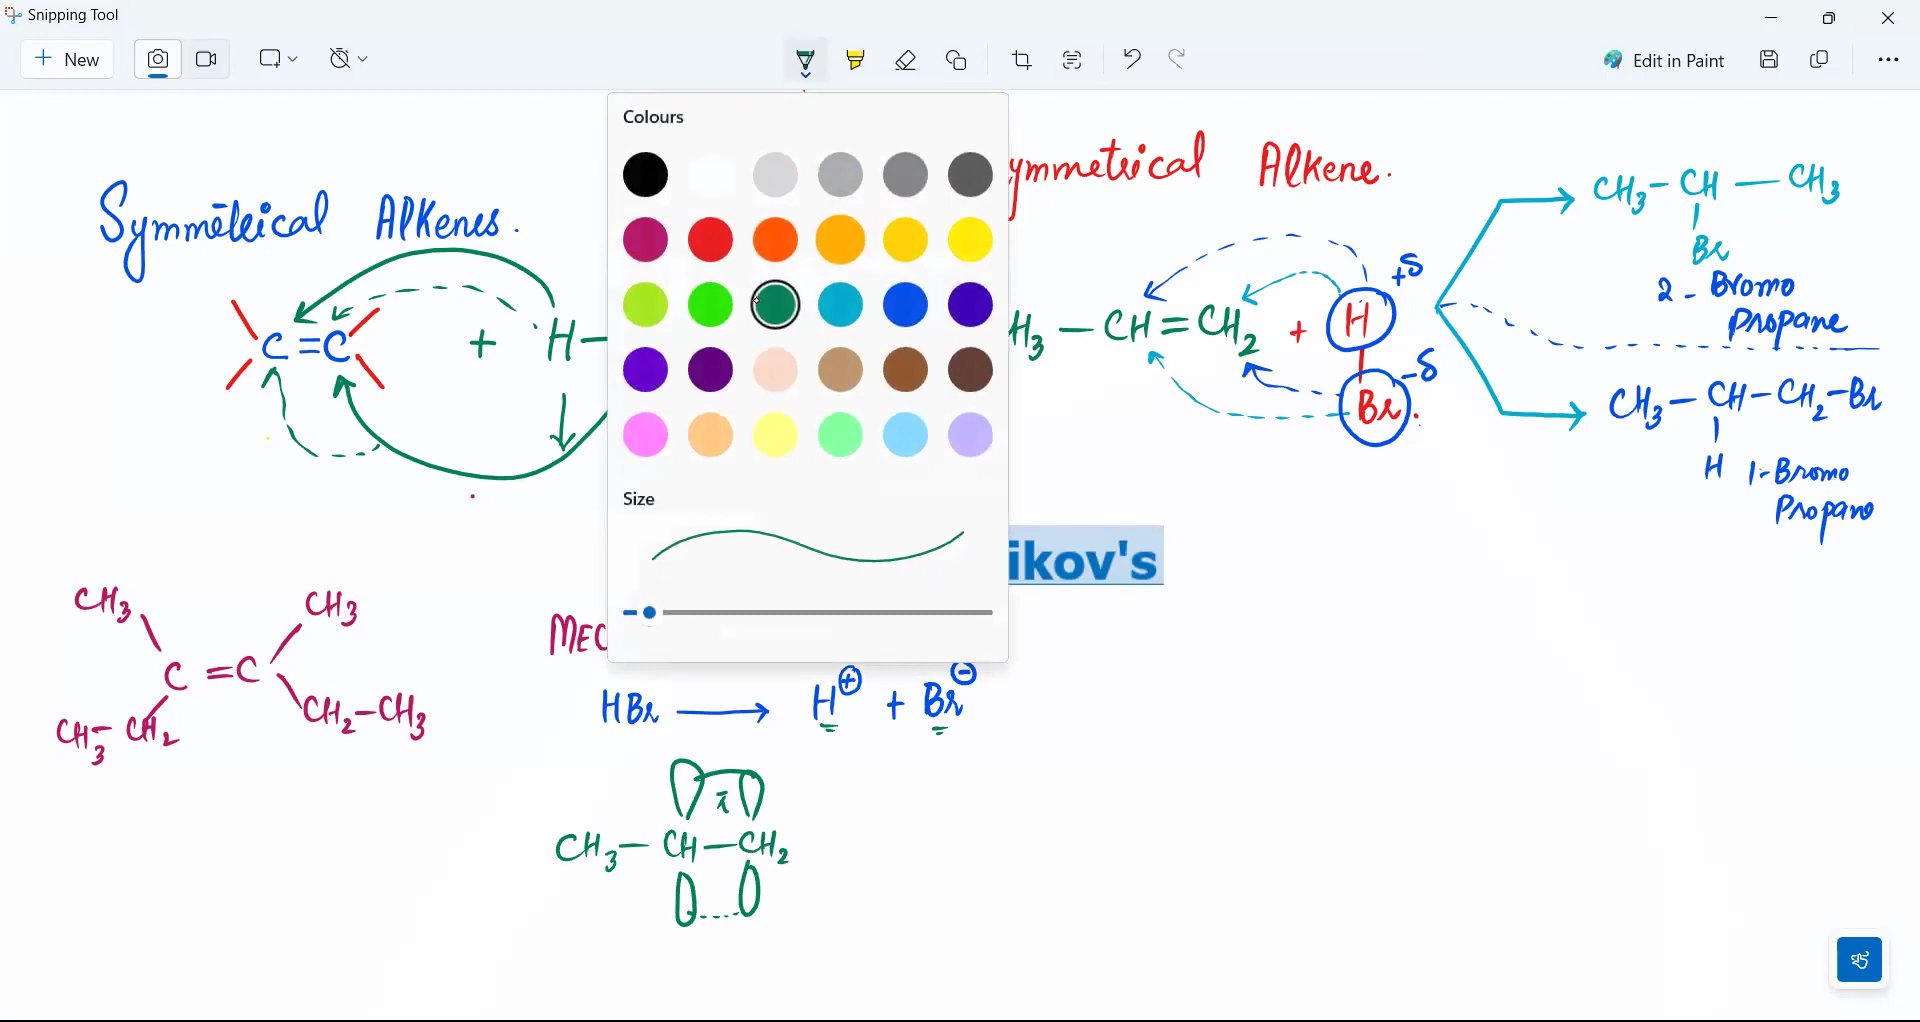 Snipping Tool
New
Edit in Paint
Colours
Size
Symmetrical Alkenes.
C = C + H –
ymmetrical Alkene.
H3 – CH = CH2 + H +δ
Br. –δ
CH3 – CH – CH3
Br
2 - Bromo
Propane
CH3 – CH – CH2 – Br
H
1 - Bromo
Propane
ikov's
CH3 CH3
C = C
CH3 – CH2 CH2 – CH3
MEC
HBr ⟶ H⊕ + Br⊖
CH3 – CH – CH2